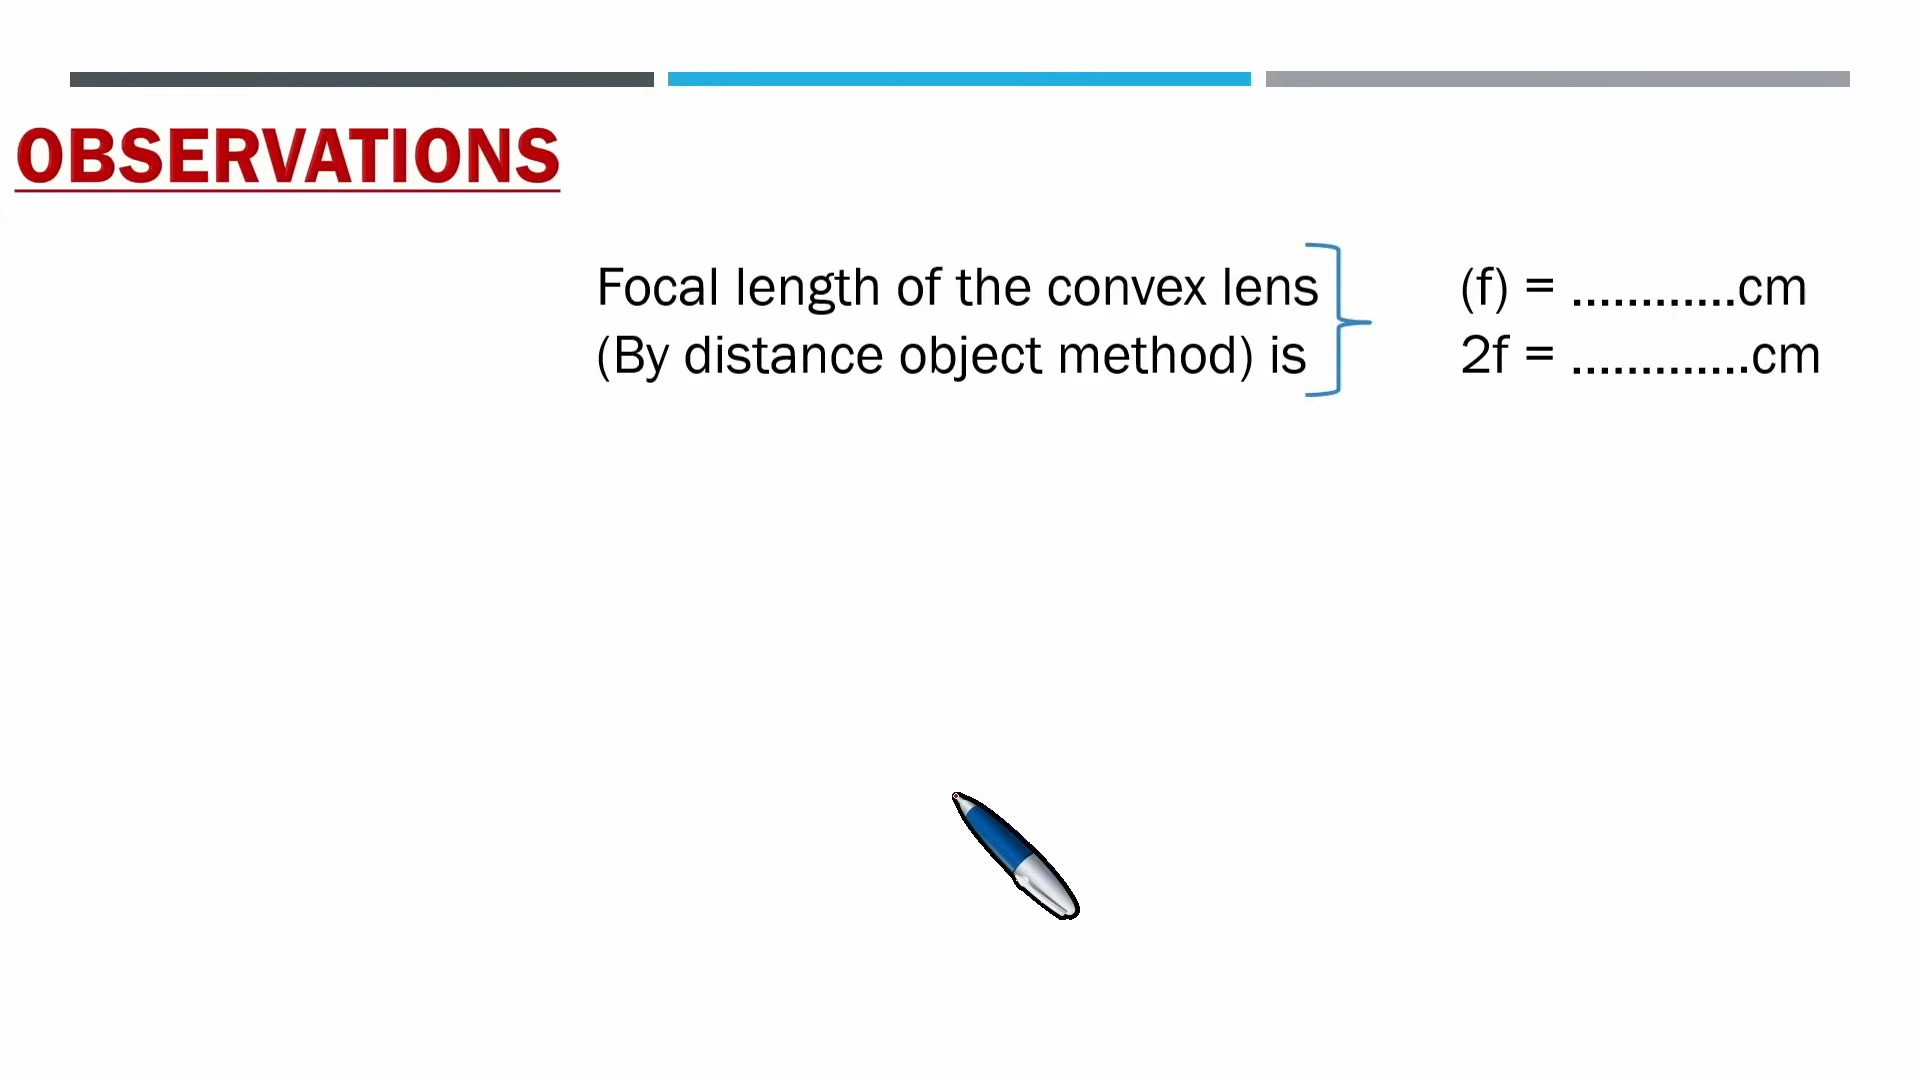 OBSERVATIONS
Focal length of the convex lens (f) = ............cm
(By distance object method) is 2f = .............cm